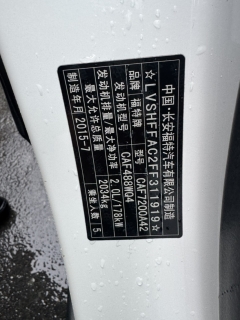 中国·长安福特汽车有限公司制造
☆LVSHFFAC2FF311919☆
品牌 福特牌 整车型号 CAF7200A42
发动机型号 CAF488WQ4
发动机排量/最大净功率 2.0L/178kW
最大允许总质量 2034kg
制造年月 2015-7 乘坐人数 5